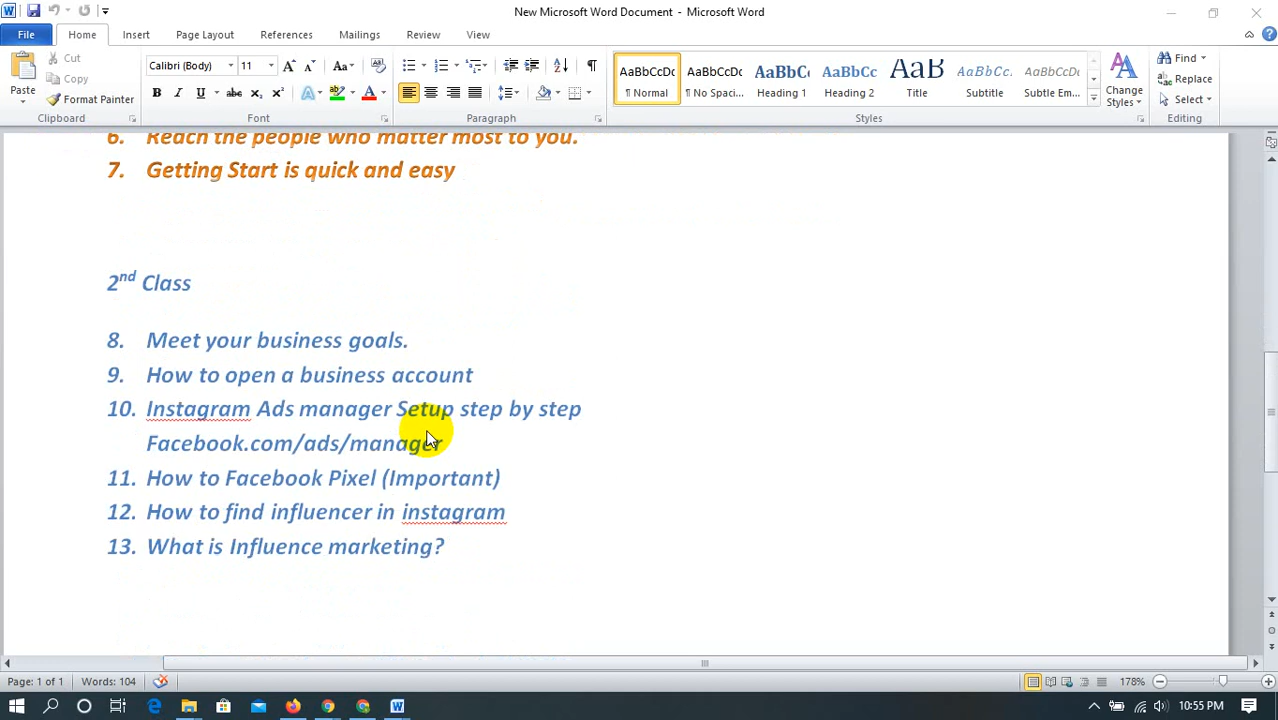 New Microsoft Word Document - Microsoft Word
File Home Insert Page Layout References Mailings Review View
Cut
Copy
Format Painter
Paste
Clipboard
Calibri (Body) 11
Font
Paragraph
AaBbCcDc AaBbCcDc AaBbCc AaBbCc AaB AaBbCcDc AaBbCcDc
¶ Normal ¶ No Spaci... Heading 1 Heading 2 Title Subtitle Subtle Em...
Change
Styles
Styles
Find
Replace
Select
Editing
6. Reach the people who matter most to you.
7. Getting Start is quick and easy
2nd Class
8. Meet your business goals.
9. How to open a business account
10. Instagram Ads manager Setup step by step
Facebook.com/ads/manager
11. How to Facebook Pixel (Important)
12. How to find influencer in instagram
13. What is Influence marketing?
Page: 1 of 1 Words: 104 178%
10:55 PM